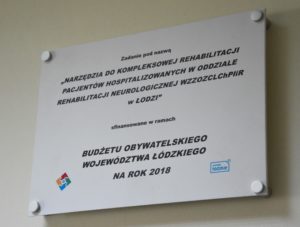 Zadanie pod nazwą
„NARZĘDZIA DO KOMPLEKSOWEJ REHABILITACJI
PACJENTÓW HOSPITALIZOWANYCH W ODDZIALE
REHABILITACJI NEUROLOGICZNEJ WZZOZCLChPiIR
W ŁODZI"
sfinansowane w ramach
BUDŻETU OBYWATELSKIEGO
WOJEWÓDZTWA ŁÓDZKIEGO
NA ROK 2018